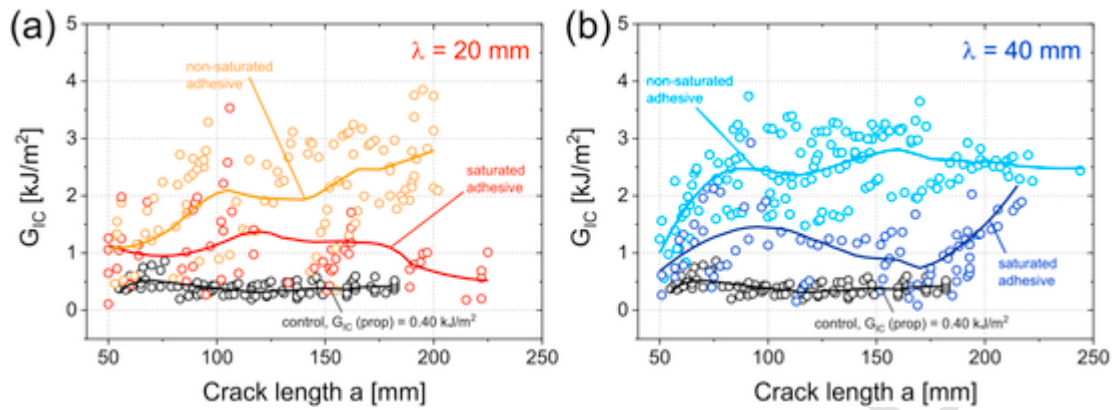 (a)
λ = 20 mm
non-saturated
adhesive
saturated
adhesive
control, G_IC (prop) = 0.40 kJ/m²
G_IC [kJ/m²]
5
4
3
2
1
0
50 100 150 200 250
Crack length a [mm]
(b)
λ = 40 mm
non-saturated
adhesive
saturated
adhesive
control, G_IC (prop) = 0.40 kJ/m²
G_IC [kJ/m²]
5
4
3
2
1
0
50 100 150 200 250
Crack length a [mm]